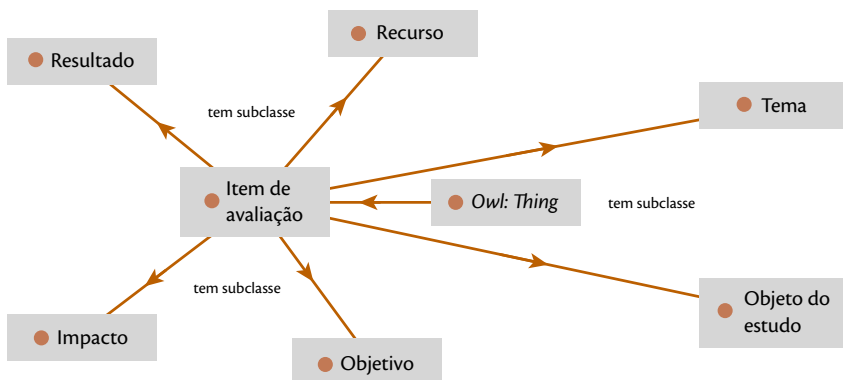 Recurso
Resultado
tem subclasse
Tema
Item de
avaliação
Owl: Thing
tem subclasse
tem subclasse
Objeto do
estudo
Impacto
Objetivo